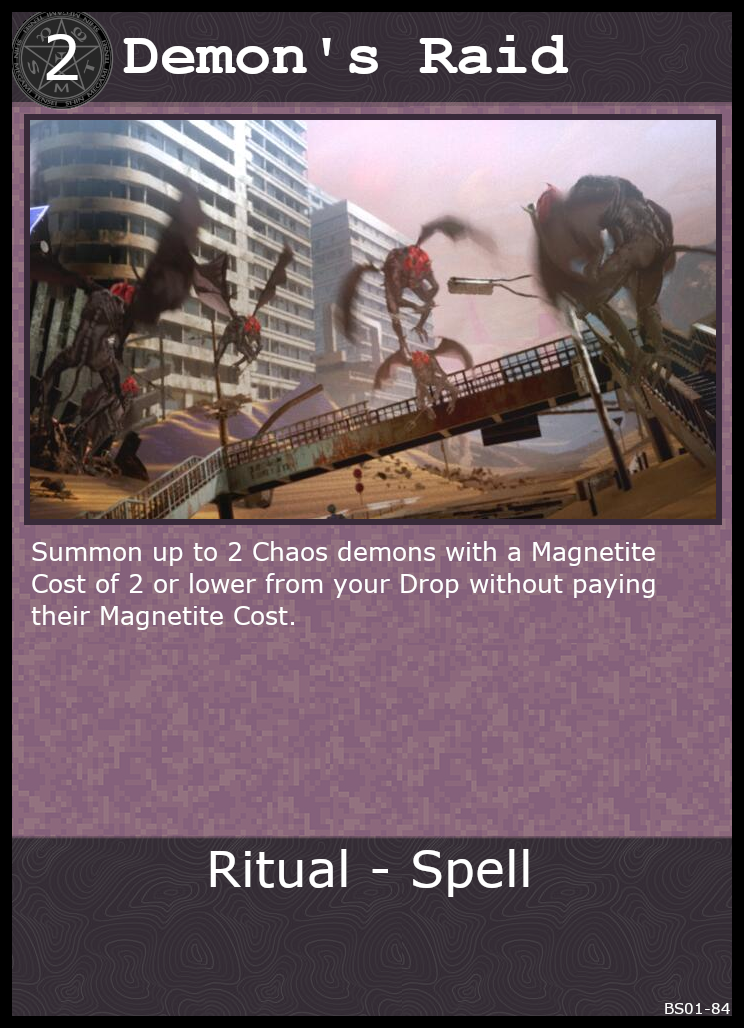 2 Demon's Raid
Summon up to 2 Chaos demons with a Magnetite
Cost of 2 or lower from your Drop without paying
their Magnetite Cost.
Ritual - Spell
BS01-84